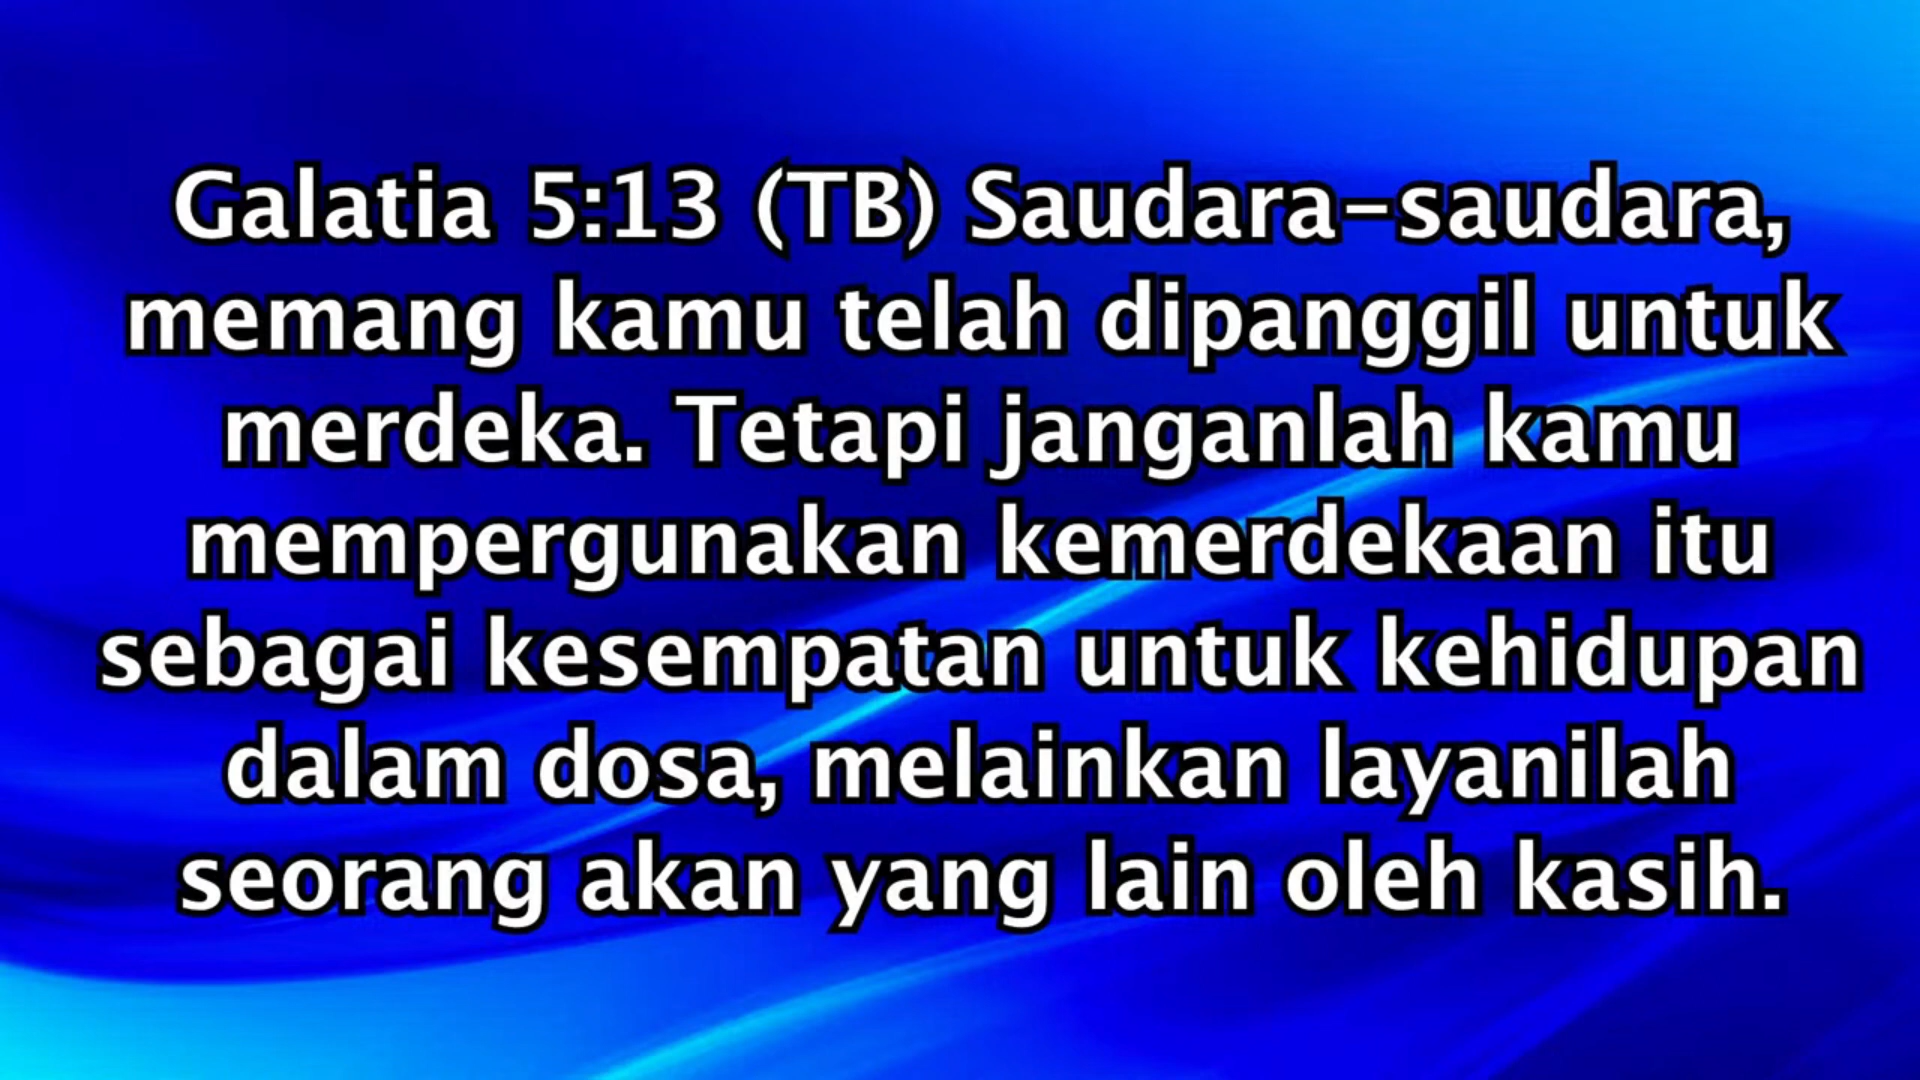 Galatia 5:13 (TB) Saudara-saudara,
memang kamu telah dipanggil untuk
merdeka. Tetapi janganlah kamu
mempergunakan kemerdekaan itu
sebagai kesempatan untuk kehidupan
dalam dosa, melainkan layanilah
seorang akan yang lain oleh kasih.